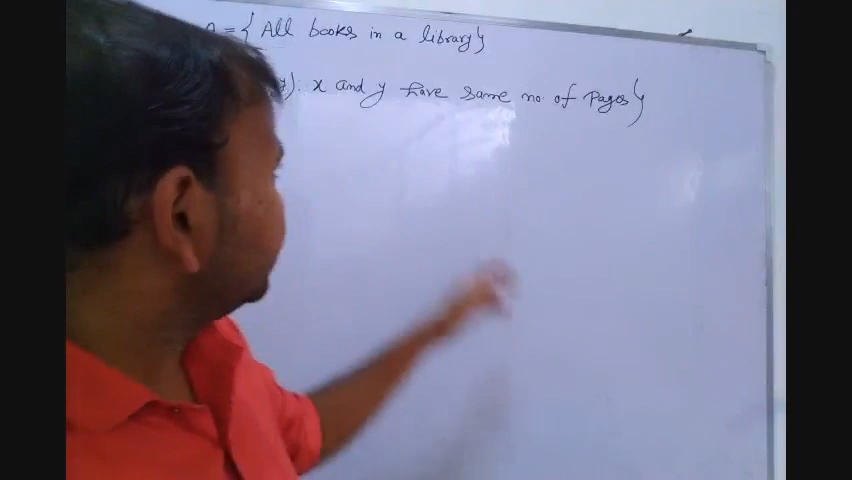 = { All books in a library }
y) : x and y have same no. of Pages }